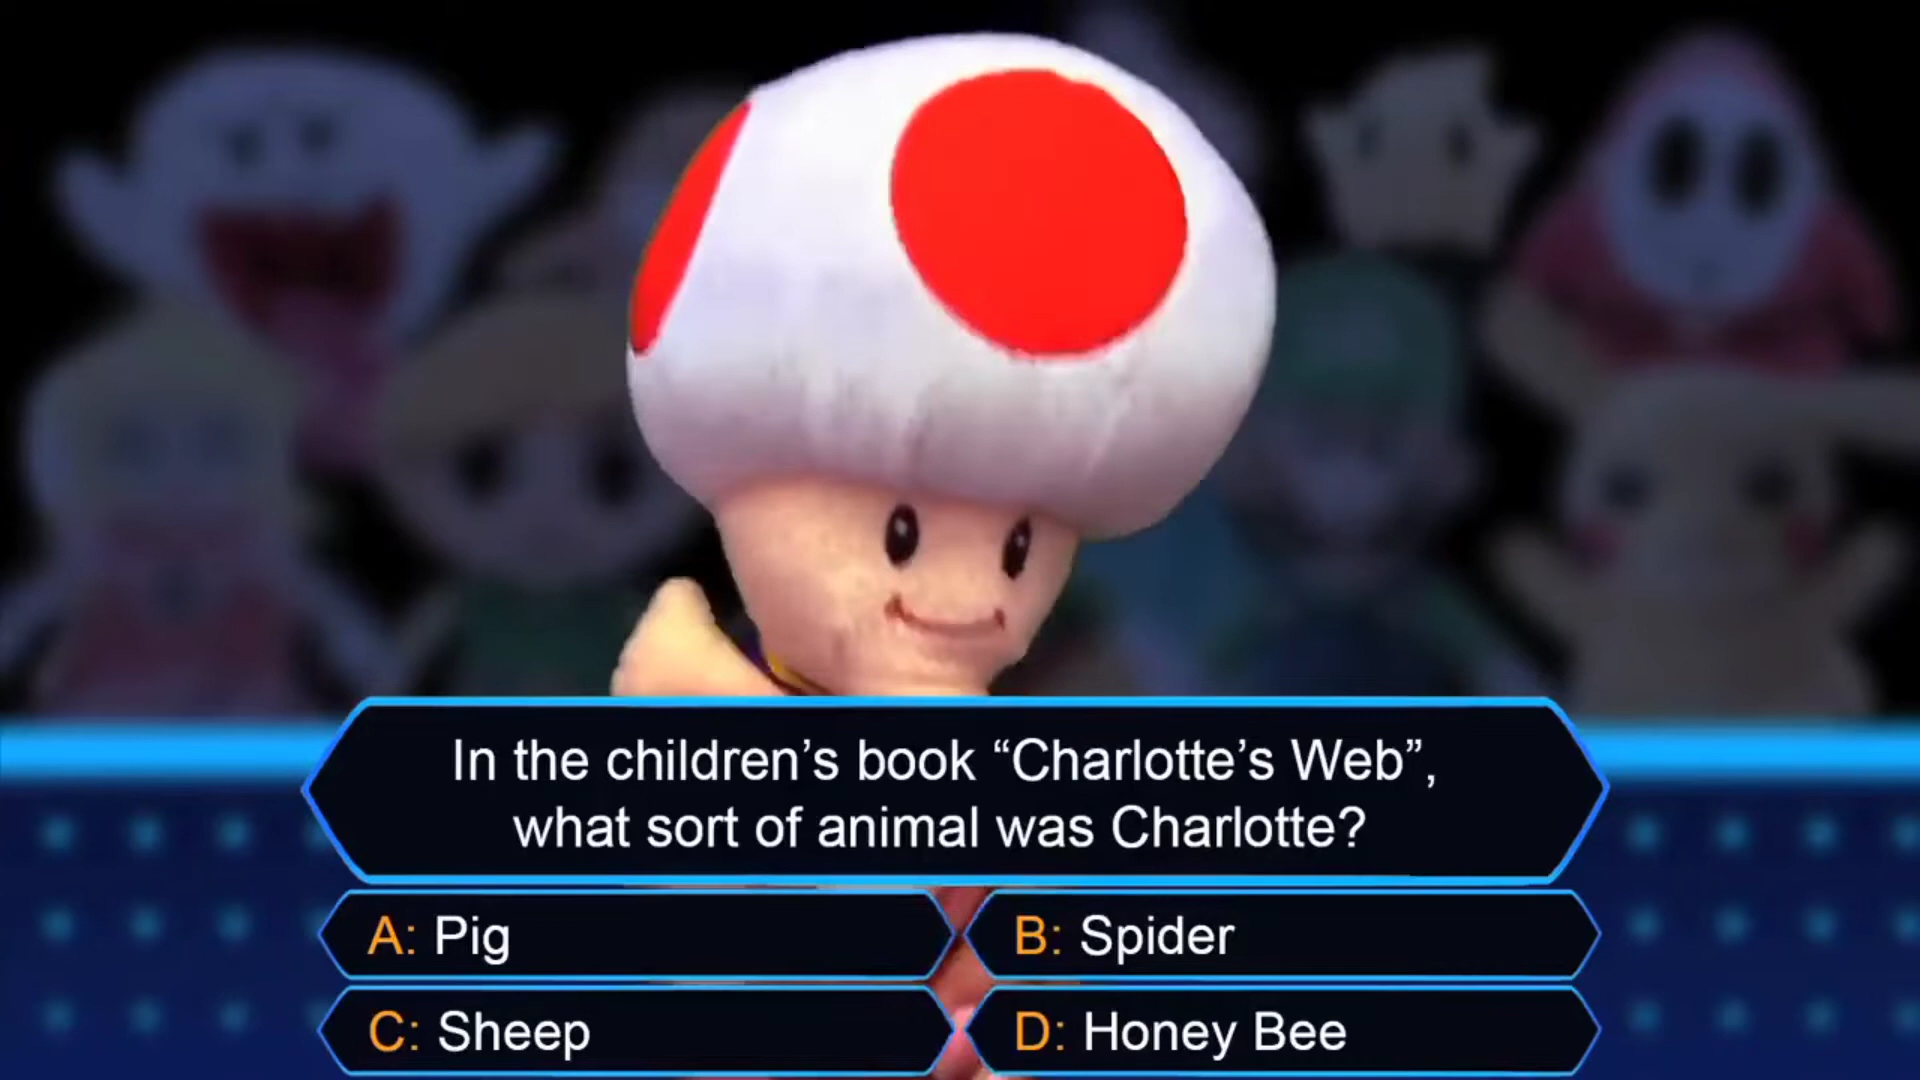 In the children’s book “Charlotte’s Web”,
what sort of animal was Charlotte?
A: Pig
B: Spider
C: Sheep
D: Honey Bee